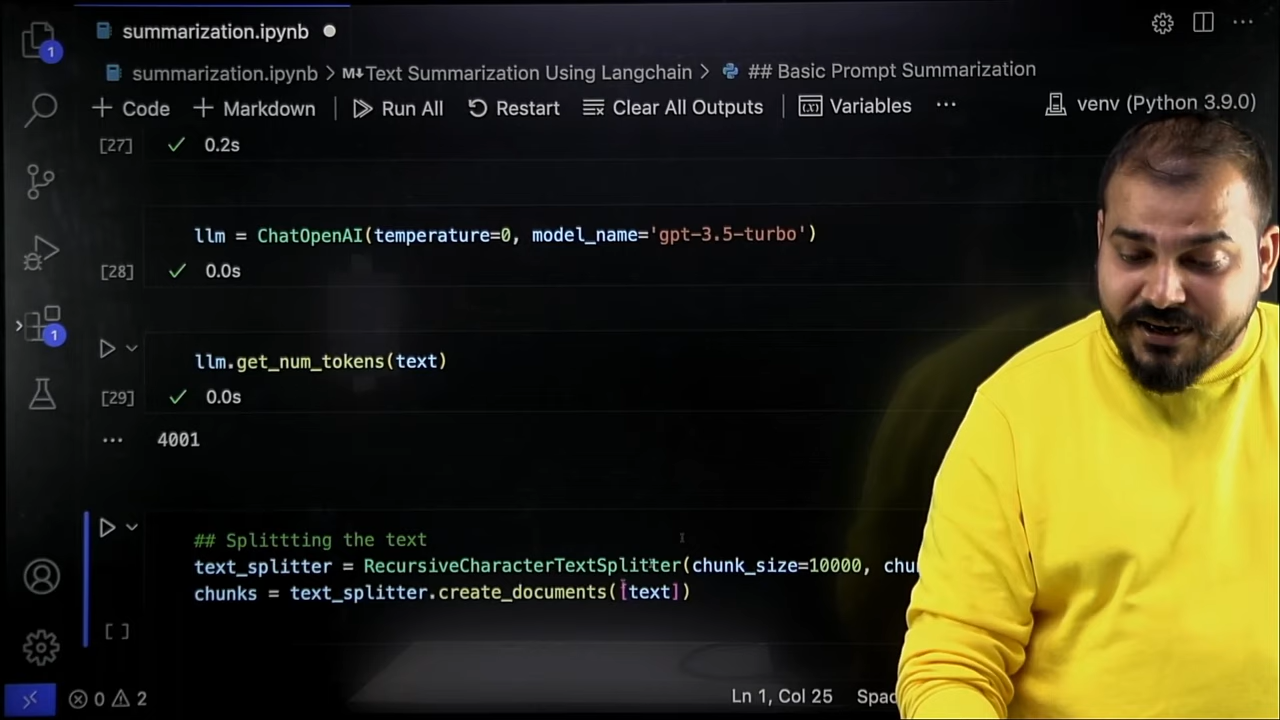 1
summarization.ipynb
summarization.ipynb > M↓Text Summarization Using Langchain > ## Basic Prompt Summarization
+ Code + Markdown Run All Restart Clear All Outputs Variables ... venv (Python 3.9.0)
[27] 0.2s
llm = ChatOpenAI(temperature=0, model_name='gpt-3.5-turbo')
[28] 0.0s
1
llm.get_num_tokens(text)
[29] 0.0s
... 4001
## Splittting the text
text_splitter = RecursiveCharacterTextSplitter(chunk_size=10000,
chunks = text_splitter.create_documents([text])
[ ]
0 2 Ln 1, Col 25